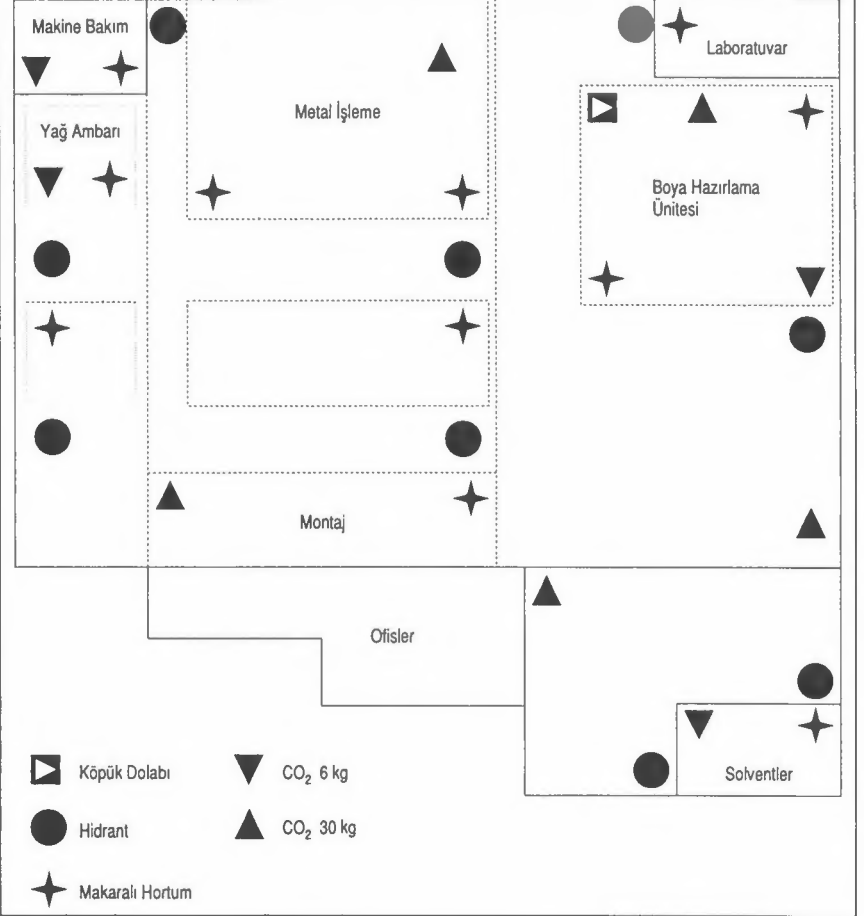 Makine Bakım
Laboratuvar
Metal İşleme
Yağ Ambarı
Boya Hazırlama
Ünitesi
Montaj
Ofisler
Solventler
Köpük Dolabı
CO₂ 6 kg
Hidrant
CO₂ 30 kg
Makaralı Hortum